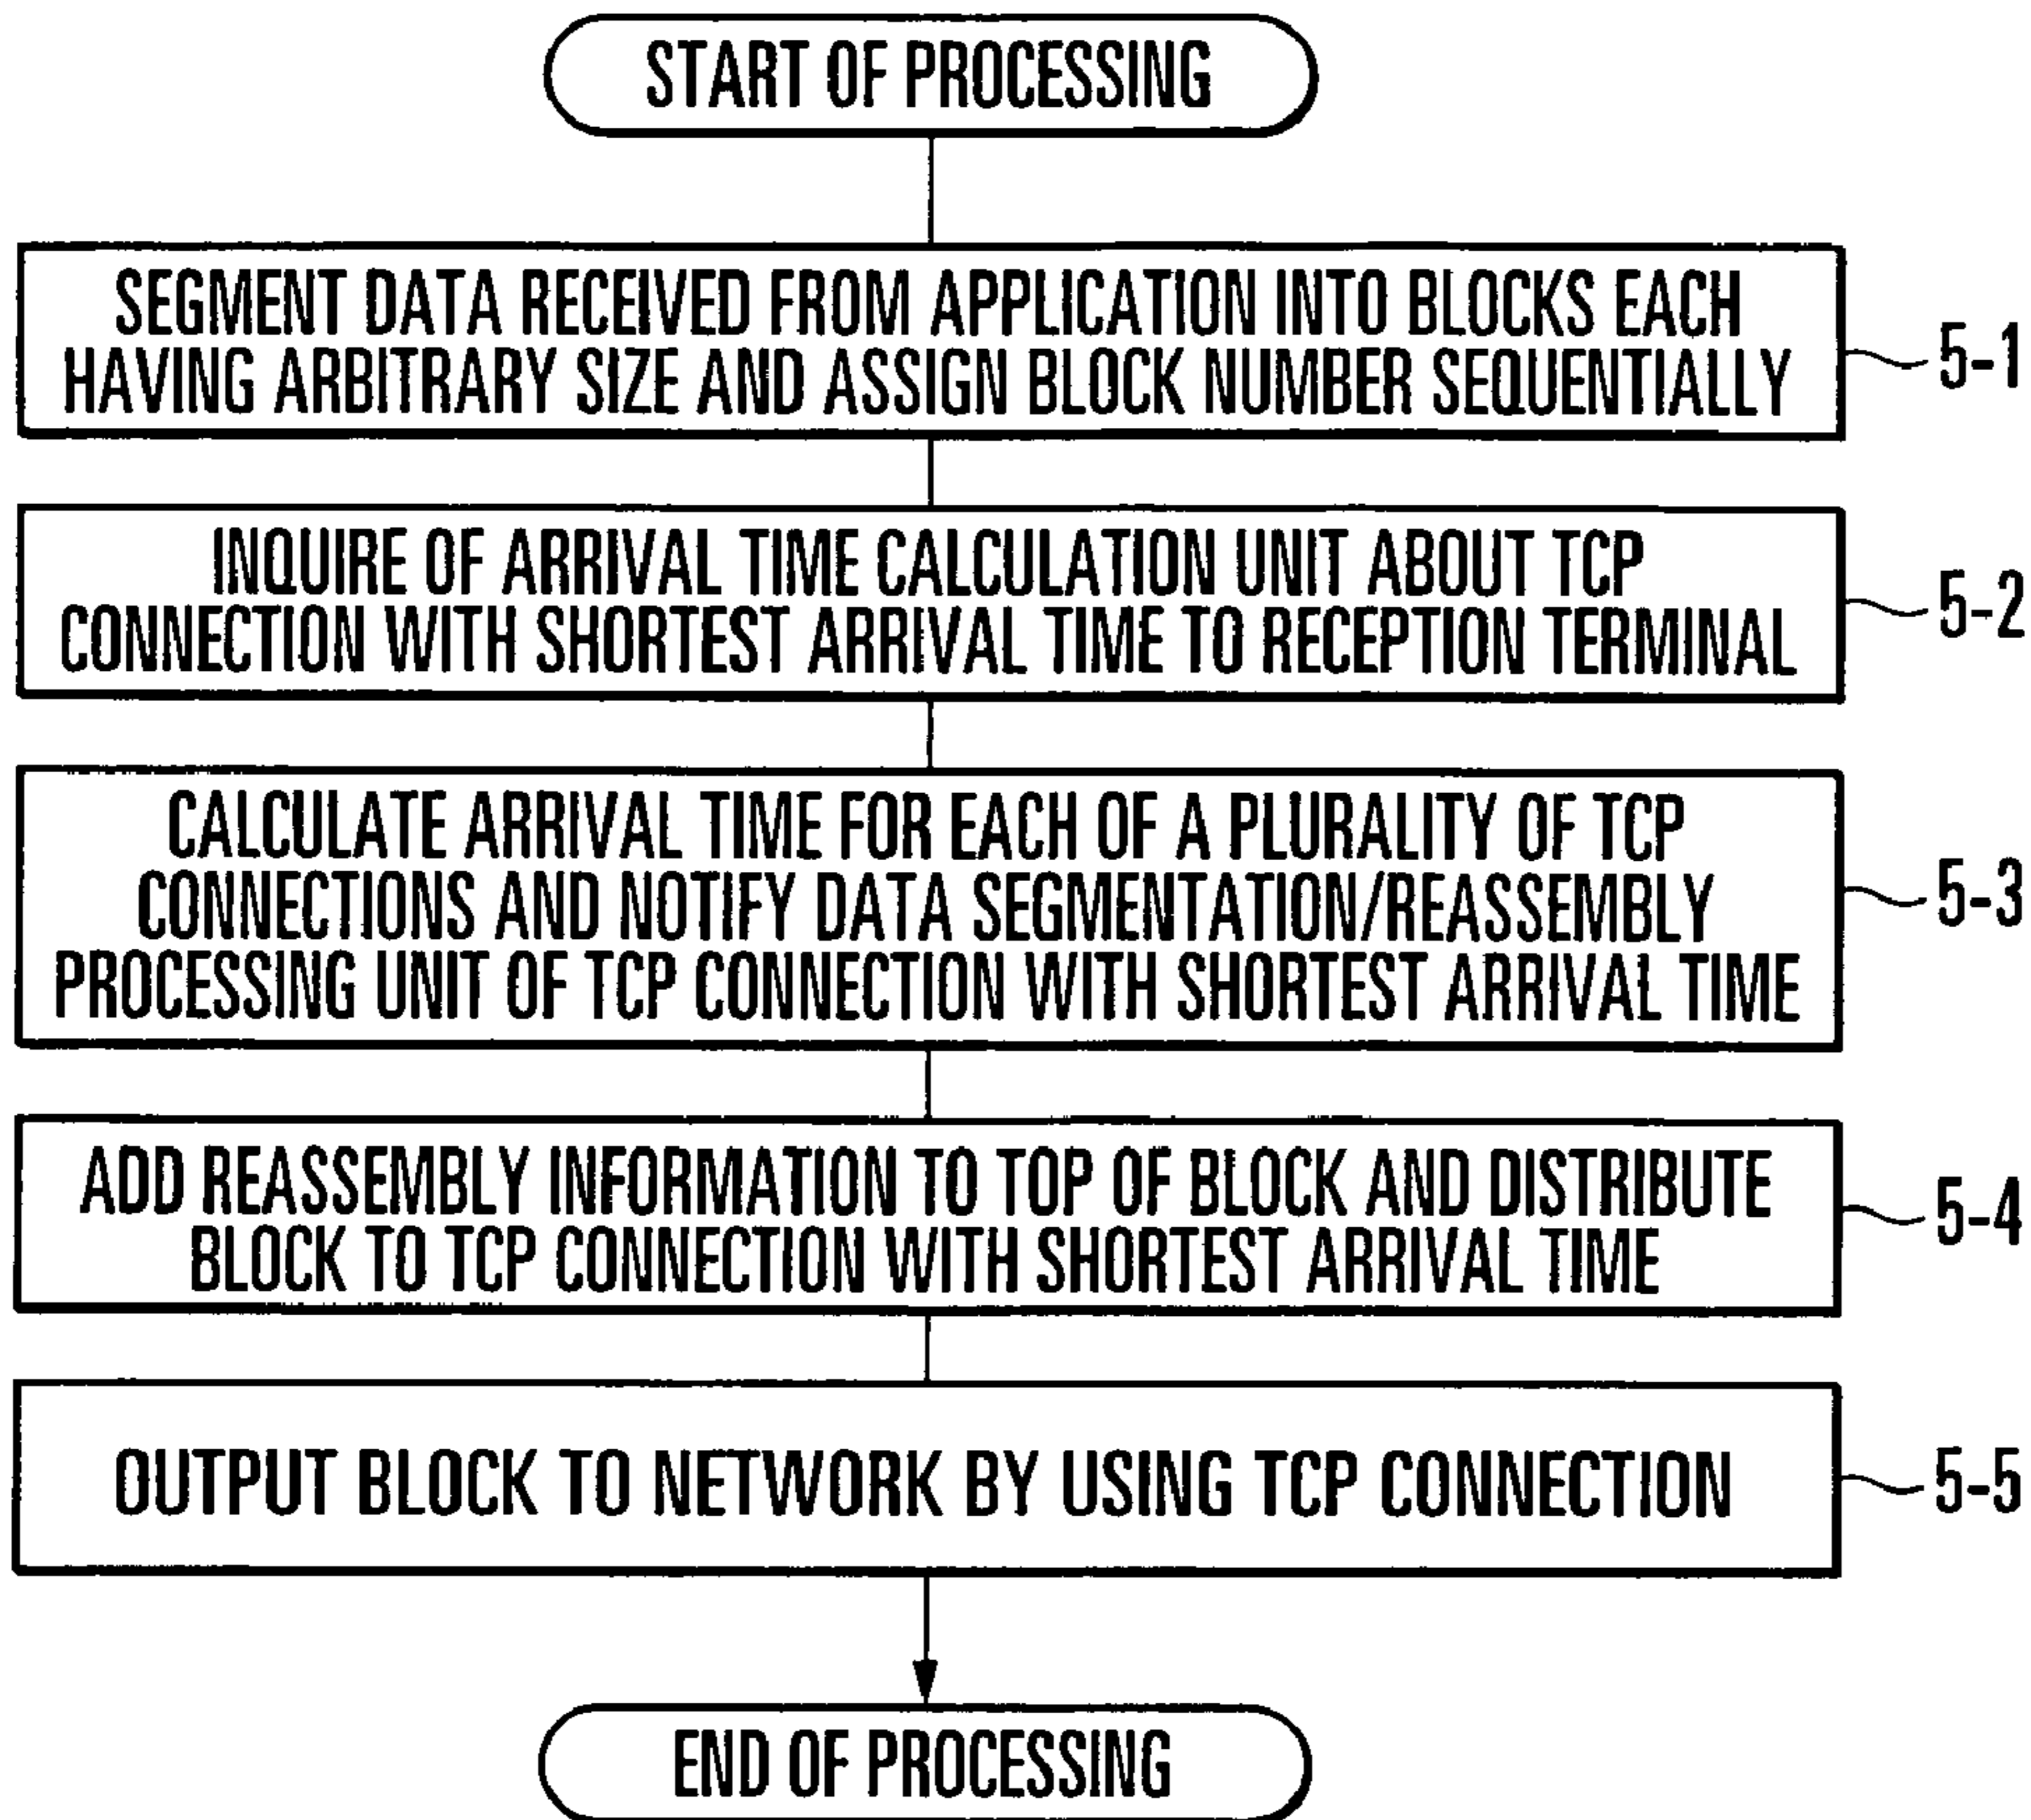 START OF PROCESSING
SEGMENT DATA RECEIVED FROM APPLICATION INTO BLOCKS EACH
HAVING ARBITRARY SIZE AND ASSIGN BLOCK NUMBER SEQUENTIALLY
5-1
INQUIRE OF ARRIVAL TIME CALCULATION UNIT ABOUT TCP
CONNECTION WITH SHORTEST ARRIVAL TIME TO RECEPTION TERMINAL
5-2
CALCULATE ARRIVAL TIME FOR EACH OF A PLURALITY OF TCP
CONNECTIONS AND NOTIFY DATA SEGMENTATION/REASSEMBLY
PROCESSING UNIT OF TCP CONNECTION WITH SHORTEST ARRIVAL TIME
5-3
ADD REASSEMBLY INFORMATION TO TOP OF BLOCK AND DISTRIBUTE
BLOCK TO TCP CONNECTION WITH SHORTEST ARRIVAL TIME
5-4
OUTPUT BLOCK TO NETWORK BY USING TCP CONNECTION
5-5
END OF PROCESSING